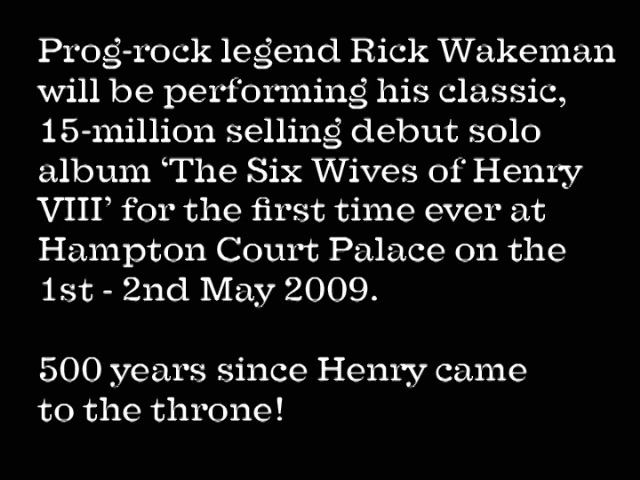 Prog-rock legend Rick Wakeman
will be performing his classic,
15-million selling debut solo
album ‘The Six Wives of Henry
VIII’ for the first time ever at
Hampton Court Palace on the
1st - 2nd May 2009.
500 years since Henry came
to the throne!